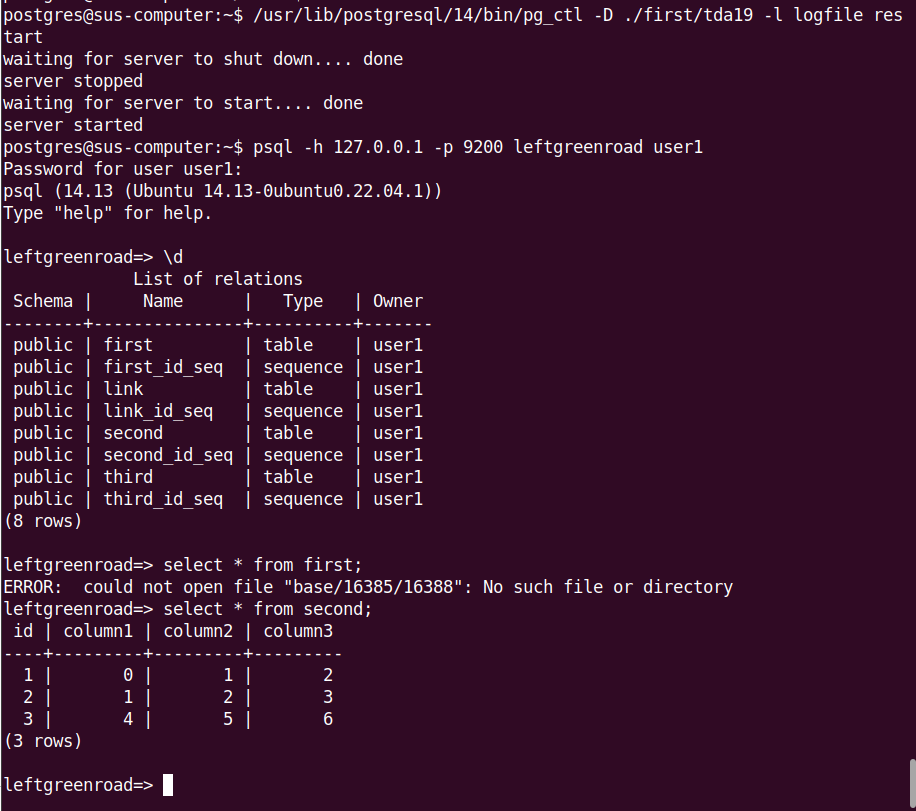 postgres@sus-computer:~$ /usr/lib/postgresql/14/bin/pg_ctl -D ./first/tda19 -l logfile res
tart
waiting for server to shut down.... done
server stopped
waiting for server to start.... done
server started
postgres@sus-computer:~$ psql -h 127.0.0.1 -p 9200 leftgreenroad user1
Password for user user1:
psql (14.13 (Ubuntu 14.13-0ubuntu0.22.04.1))
Type "help" for help.
leftgreenroad=> \d
             List of relations
 Schema |     Name      |   Type   | Owner
--------+---------------+----------+-------
 public | first         | table    | user1
 public | first_id_seq  | sequence | user1
 public | link          | table    | user1
 public | link_id_seq   | sequence | user1
 public | second        | table    | user1
 public | second_id_seq | sequence | user1
 public | third         | table    | user1
 public | third_id_seq  | sequence | user1
(8 rows)
leftgreenroad=> select * from first;
ERROR:  could not open file "base/16385/16388": No such file or directory
leftgreenroad=> select * from second;
 id | column1 | column2 | column3
----+---------+---------+---------
  1 |       0 |       1 |       2
  2 |       1 |       2 |       3
  3 |       4 |       5 |       6
(3 rows)
leftgreenroad=>